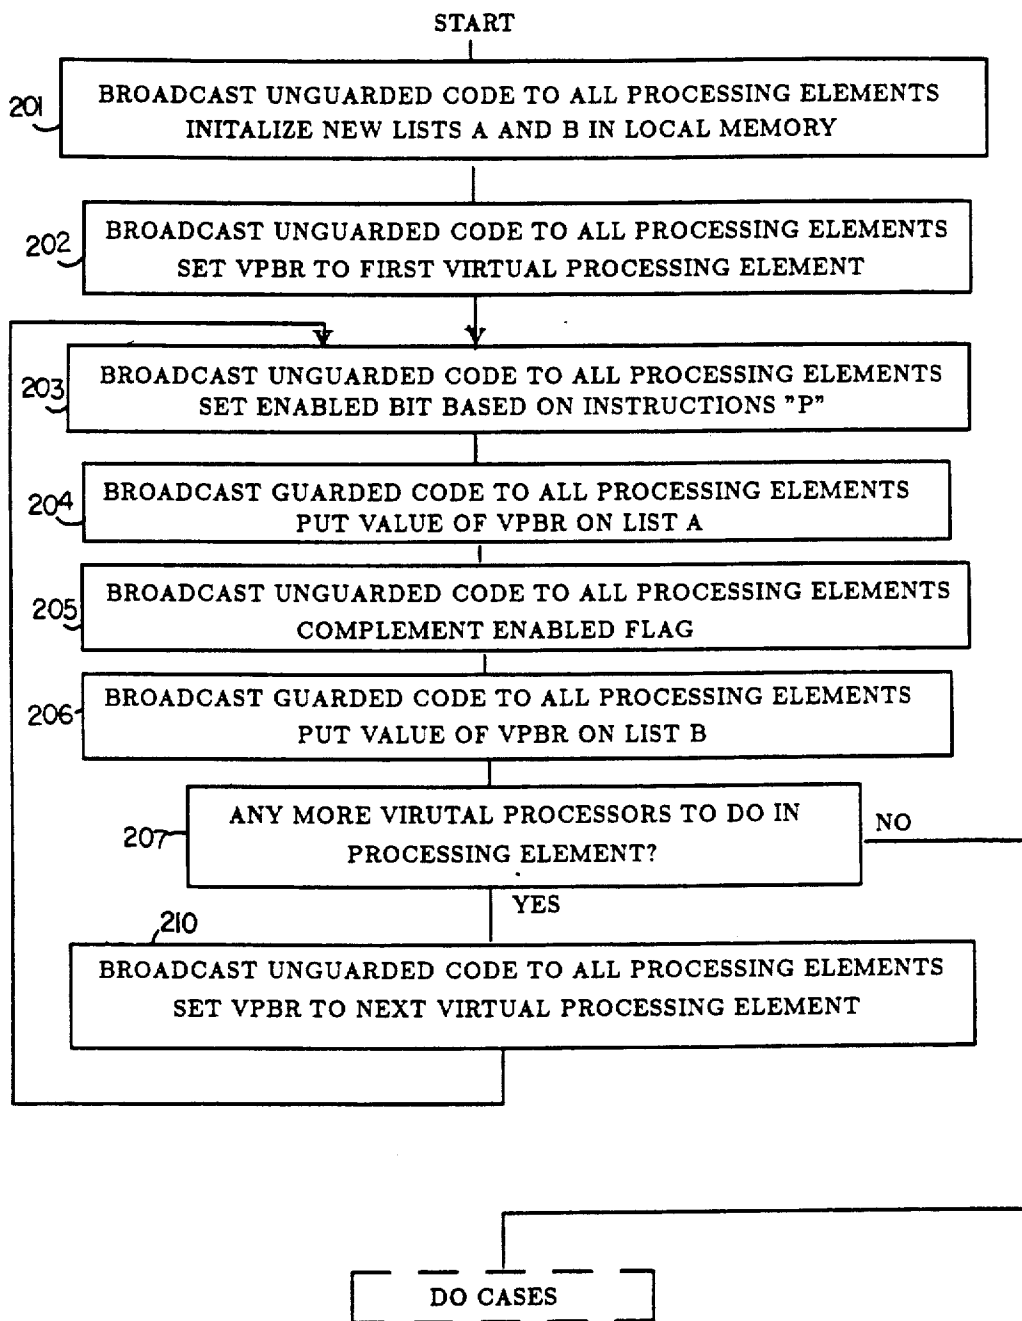 START
201
BROADCAST UNGUARDED CODE TO ALL PROCESSING ELEMENTS
INITALIZE NEW LISTS A AND B IN LOCAL MEMORY
202
BROADCAST UNGUARDED CODE TO ALL PROCESSING ELEMENTS
SET VPBR TO FIRST VIRTUAL PROCESSING ELEMENT
203
BROADCAST UNGUARDED CODE TO ALL PROCESSING ELEMENTS
SET ENABLED BIT BASED ON INSTRUCTIONS "P"
204
BROADCAST GUARDED CODE TO ALL PROCESSING ELEMENTS
PUT VALUE OF VPBR ON LIST A
205
BROADCAST UNGUARDED CODE TO ALL PROCESSING ELEMENTS
COMPLEMENT ENABLED FLAG
206
BROADCAST GUARDED CODE TO ALL PROCESSING ELEMENTS
PUT VALUE OF VPBR ON LIST B
207
ANY MORE VIRUTAL PROCESSORS TO DO IN
PROCESSING ELEMENT?
NO
YES
210
BROADCAST UNGUARDED CODE TO ALL PROCESSING ELEMENTS
SET VPBR TO NEXT VIRTUAL PROCESSING ELEMENT
DO CASES